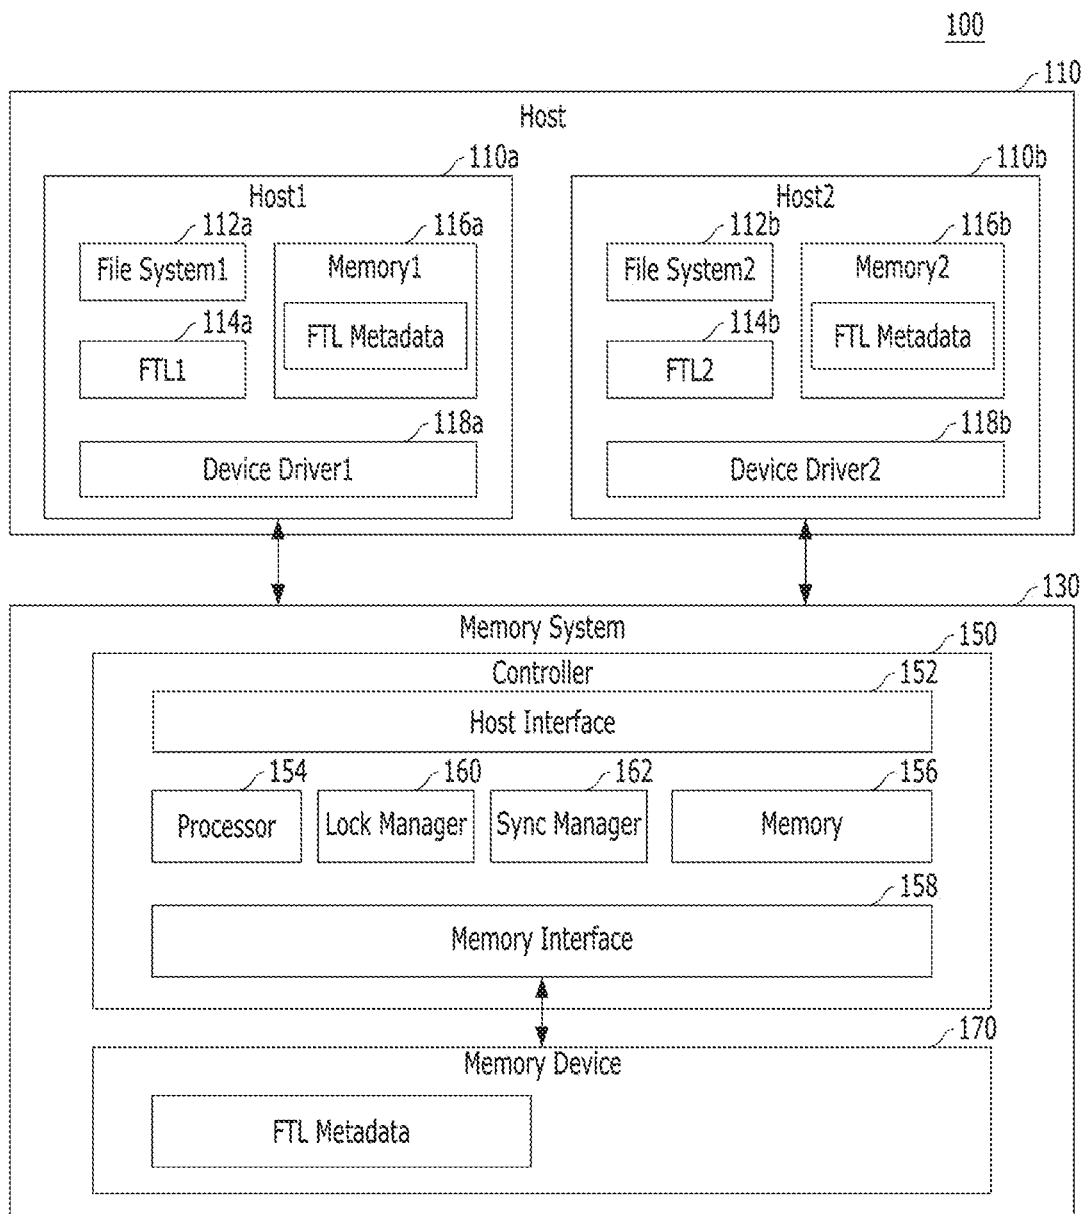 100
110
Host
110a
110b
Host1
Host2
112a
116a
112b
116b
File System1
Memory1
File System2
Memory2
114a
FTL Metadata
114b
FTL Metadata
FTL1
FTL2
118a
118b
Device Driver1
Device Driver2
130
Memory System
150
Controller
152
Host Interface
154
160
162
156
Processor
Lock Manager
Sync Manager
Memory
158
Memory Interface
170
Memory Device
FTL Metadata